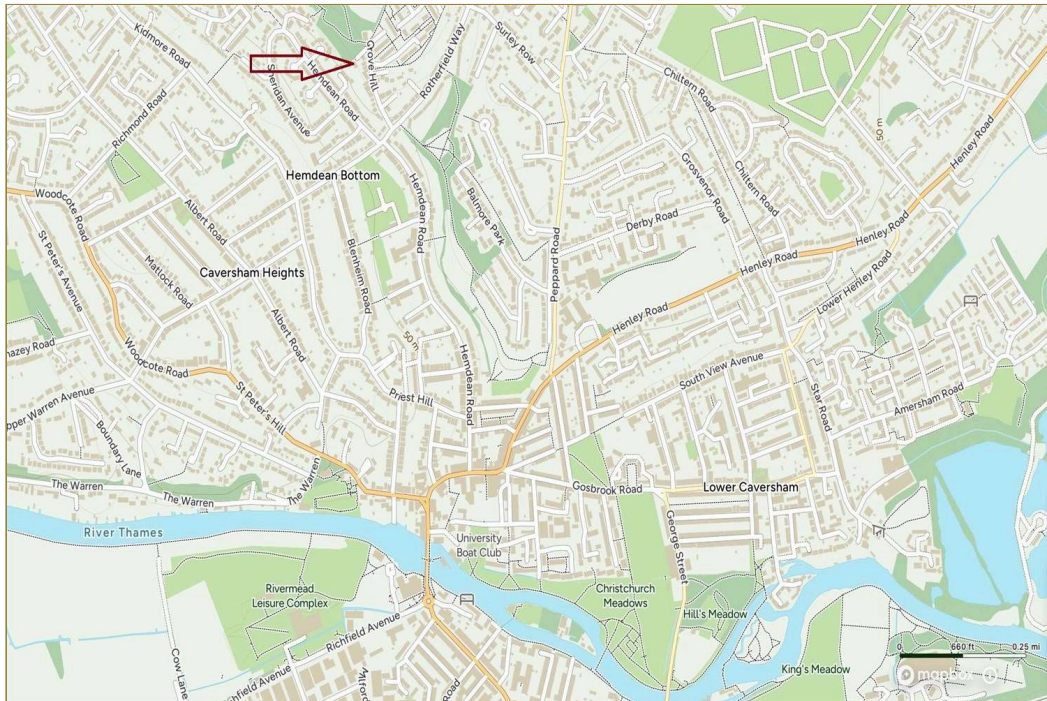 Kidmore Road
Grove Hill
Surley Row
Rotherfield Way
Hemdean Road
Sheridan Avenue
Richmond Road
Chiltern Road
50 m
Henley Road
Hemdean Bottom
Grosvenor Road
Chiltern Road
Woodcote Road
Albert Road
Hemdean Road
Balmore Park
Derby Road
St Peter's Avenue
Blenheim Road
Peppard Road
Henley Road
Henley Road
Caversham Heights
Matlock Road
Lower Henley Road
Albert Road
50 m
Henley Road
Woodcote Road
Hemdean Road
South View Avenue
St Peter's Hill
Priest Hill
Star Road
Amersham Road
Boundary Lane
The Warren
The Warren
The Warren
Gosbrook Road
Lower Caversham
River Thames
University
Boat Club
George Street
Rivermead
Leisure Complex
Christchurch
Meadows
Hill's Meadow
Richfield Avenue
Cow Lane
King's Meadow
0 660 ft 0.25 mi
mapbox